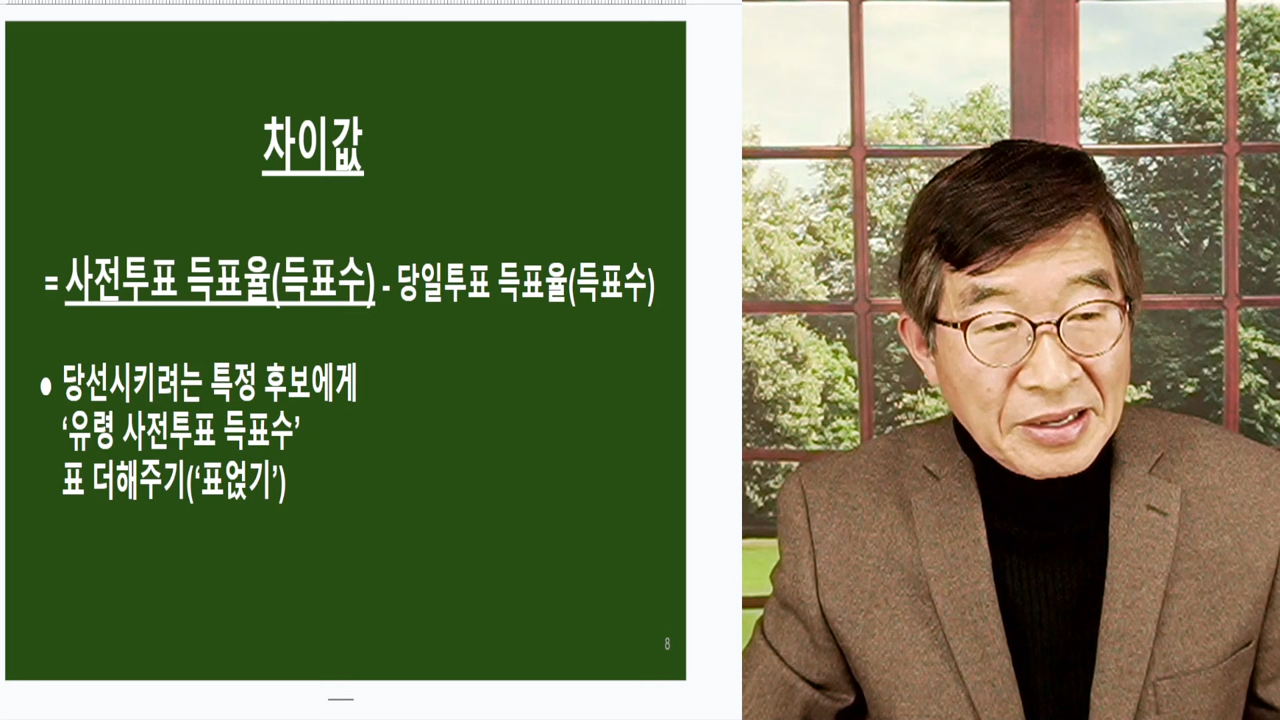 차이값
= 사전투표 득표율(득표수) - 당일투표 득표율(득표수)
● 당선시키려는 특정 후보에게
‘유령 사전투표 득표수’
표 더해주기(‘표얹기’)
8